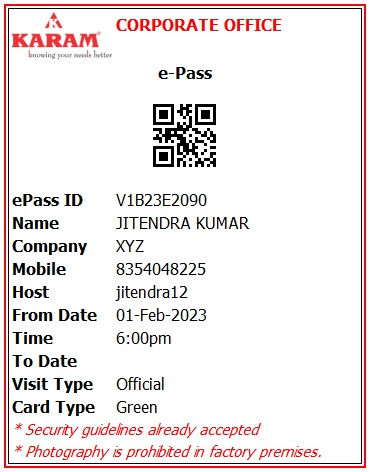 KARAM®
knowing your needs better
CORPORATE OFFICE
e-Pass
ePass ID V1B23E2090
Name JITENDRA KUMAR
Company XYZ
Mobile 8354048225
Host jitendra12
From Date 01-Feb-2023
Time 6:00pm
To Date
Visit Type Official
Card Type Green
* Security guidelines already accepted
* Photography is prohibited in factory premises.